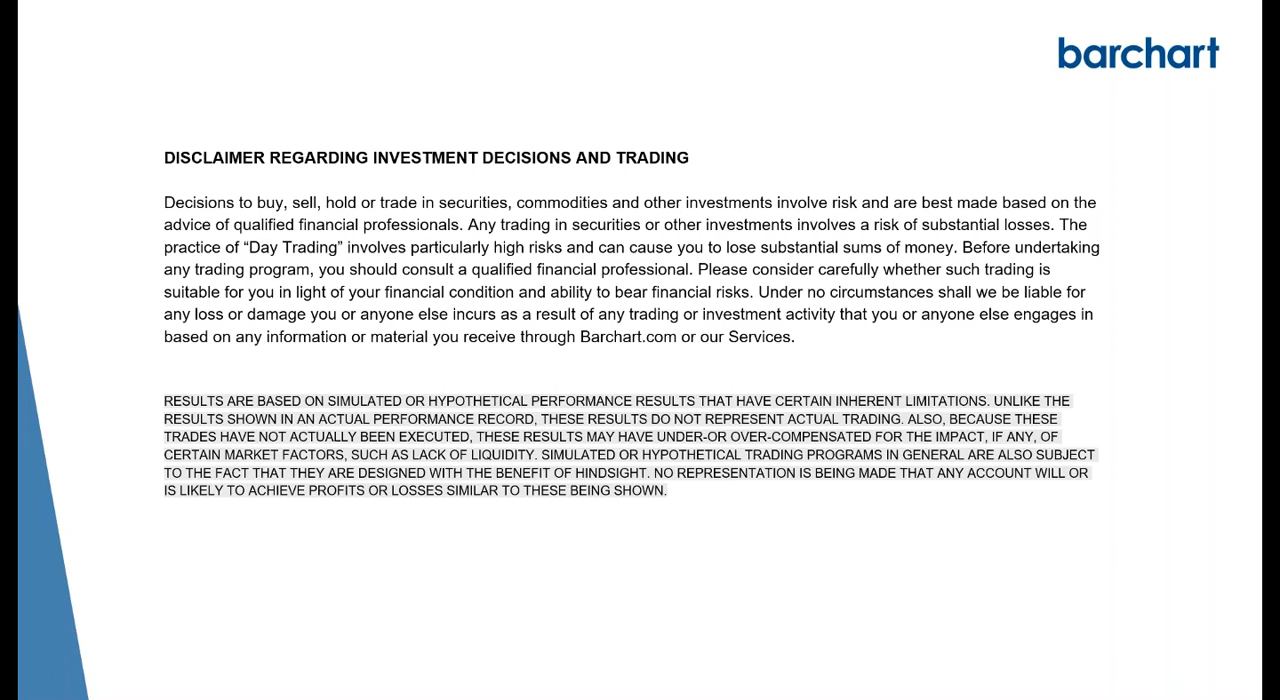 barchart
DISCLAIMER REGARDING INVESTMENT DECISIONS AND TRADING
Decisions to buy, sell, hold or trade in securities, commodities and other investments involve risk and are best made based on the
advice of qualified financial professionals. Any trading in securities or other investments involves a risk of substantial losses. The
practice of “Day Trading” involves particularly high risks and can cause you to lose substantial sums of money. Before undertaking
any trading program, you should consult a qualified financial professional. Please consider carefully whether such trading is
suitable for you in light of your financial condition and ability to bear financial risks. Under no circumstances shall we be liable for
any loss or damage you or anyone else incurs as a result of any trading or investment activity that you or anyone else engages in
based on any information or material you receive through Barchart.com or our Services.
RESULTS ARE BASED ON SIMULATED OR HYPOTHETICAL PERFORMANCE RESULTS THAT HAVE CERTAIN INHERENT LIMITATIONS. UNLIKE THE
RESULTS SHOWN IN AN ACTUAL PERFORMANCE RECORD, THESE RESULTS DO NOT REPRESENT ACTUAL TRADING. ALSO, BECAUSE THESE
TRADES HAVE NOT ACTUALLY BEEN EXECUTED, THESE RESULTS MAY HAVE UNDER-OR OVER-COMPENSATED FOR THE IMPACT, IF ANY, OF
CERTAIN MARKET FACTORS, SUCH AS LACK OF LIQUIDITY. SIMULATED OR HYPOTHETICAL TRADING PROGRAMS IN GENERAL ARE ALSO SUBJECT
TO THE FACT THAT THEY ARE DESIGNED WITH THE BENEFIT OF HINDSIGHT. NO REPRESENTATION IS BEING MADE THAT ANY ACCOUNT WILL OR
IS LIKELY TO ACHIEVE PROFITS OR LOSSES SIMILAR TO THESE BEING SHOWN.